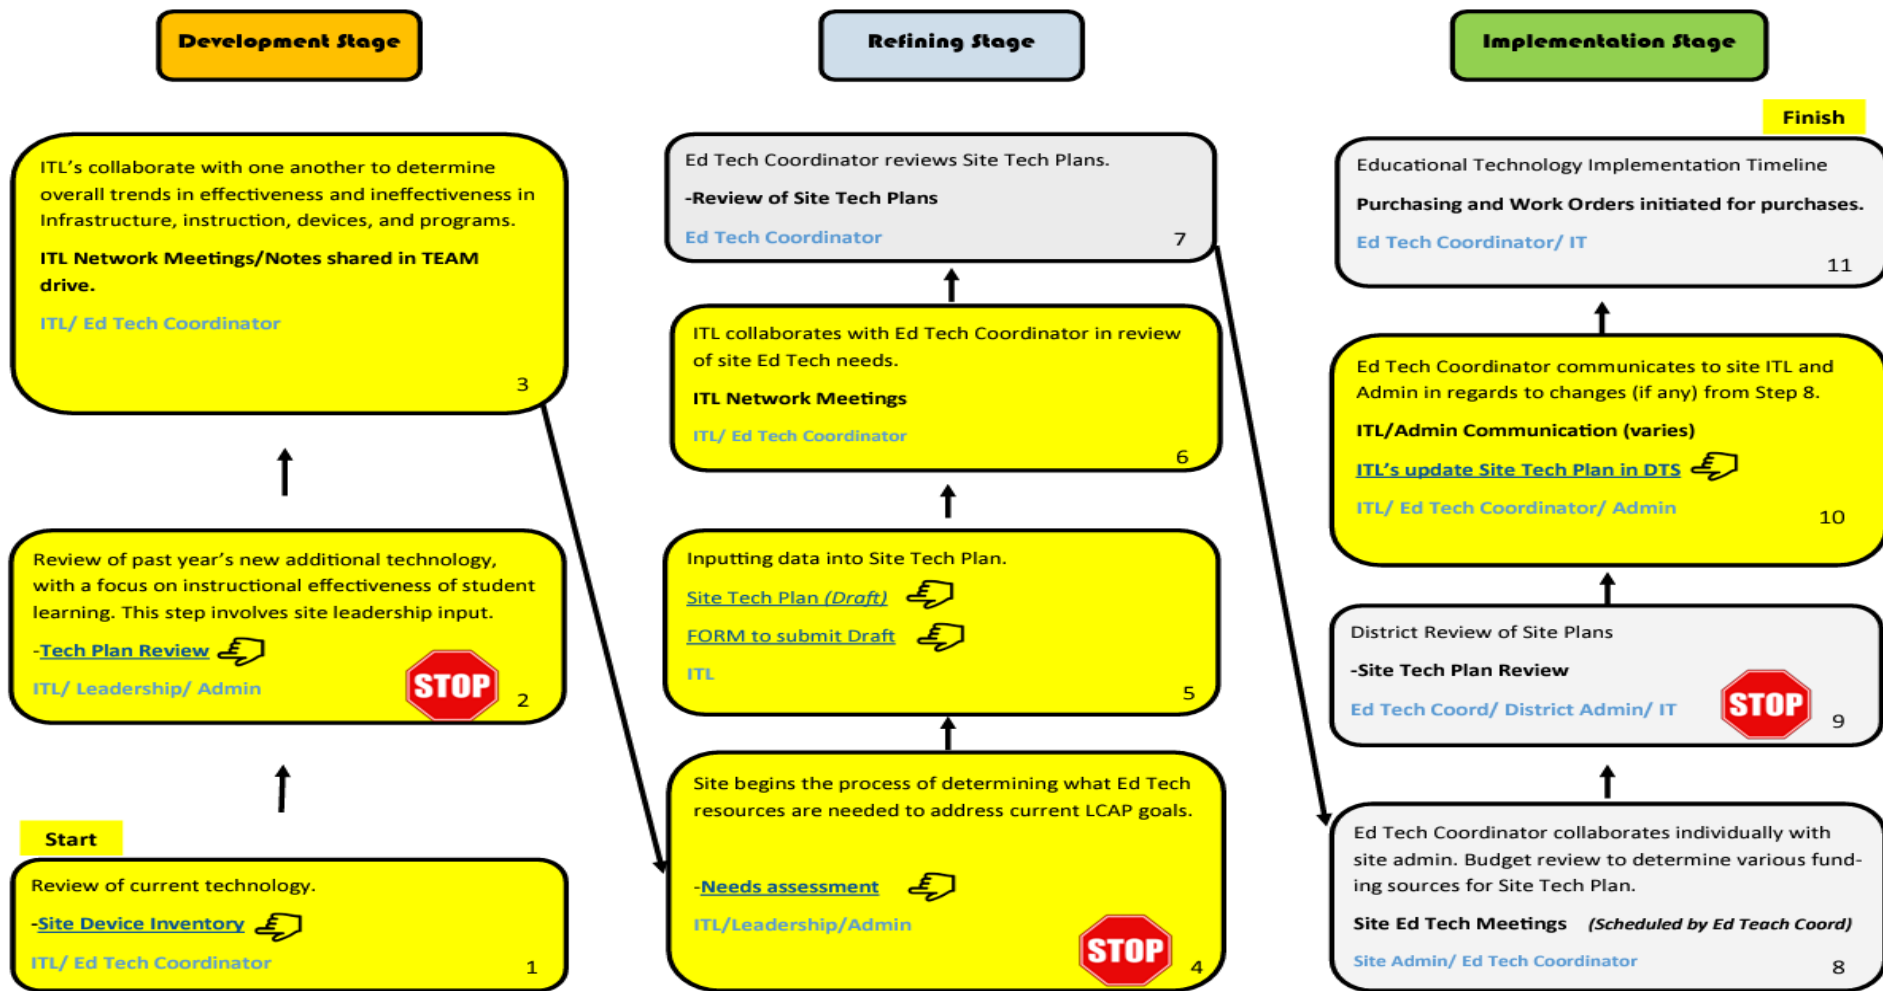 Development Stage
Refining Stage
Implementation Stage
ITL's collaborate with one another to determine
overall trends in effectiveness and ineffectiveness in
Infrastructure, instruction, devices, and programs.
ITL Network Meetings/Notes shared in TEAM
drive.
ITL/ Ed Tech Coordinator
3
Review of past year's new additional technology,
with a focus on instructional effectiveness of student
learning. This step involves site leadership input.
-Tech Plan Review
ITL/ Leadership/ Admin
STOP
2
Start
Review of current technology.
-Site Device Inventory
ITL/ Ed Tech Coordinator
1
Ed Tech Coordinator reviews Site Tech Plans.
-Review of Site Tech Plans
Ed Tech Coordinator
7
ITL collaborates with Ed Tech Coordinator in review
of site Ed Tech needs.
ITL Network Meetings
ITL/ Ed Tech Coordinator
6
Inputting data into Site Tech Plan.
Site Tech Plan (Draft)
FORM to submit Draft
ITL
5
Site begins the process of determining what Ed Tech
resources are needed to address current LCAP goals.
-Needs assessment
ITL/Leadership/Admin
STOP
4
Finish
Educational Technology Implementation Timeline
Purchasing and Work Orders initiated for purchases.
Ed Tech Coordinator/ IT
11
Ed Tech Coordinator communicates to site ITL and
Admin in regards to changes (if any) from Step 8.
ITL/Admin Communication (varies)
ITL's update Site Tech Plan in DTS
ITL/ Ed Tech Coordinator/ Admin
10
District Review of Site Plans
-Site Tech Plan Review
Ed Tech Coord/ District Admin/ IT
STOP
9
Ed Tech Coordinator collaborates individually with
site admin. Budget review to determine various fund-
ing sources for Site Tech Plan.
Site Ed Tech Meetings (Scheduled by Ed Teach Coord)
Site Admin/ Ed Tech Coordinator
8